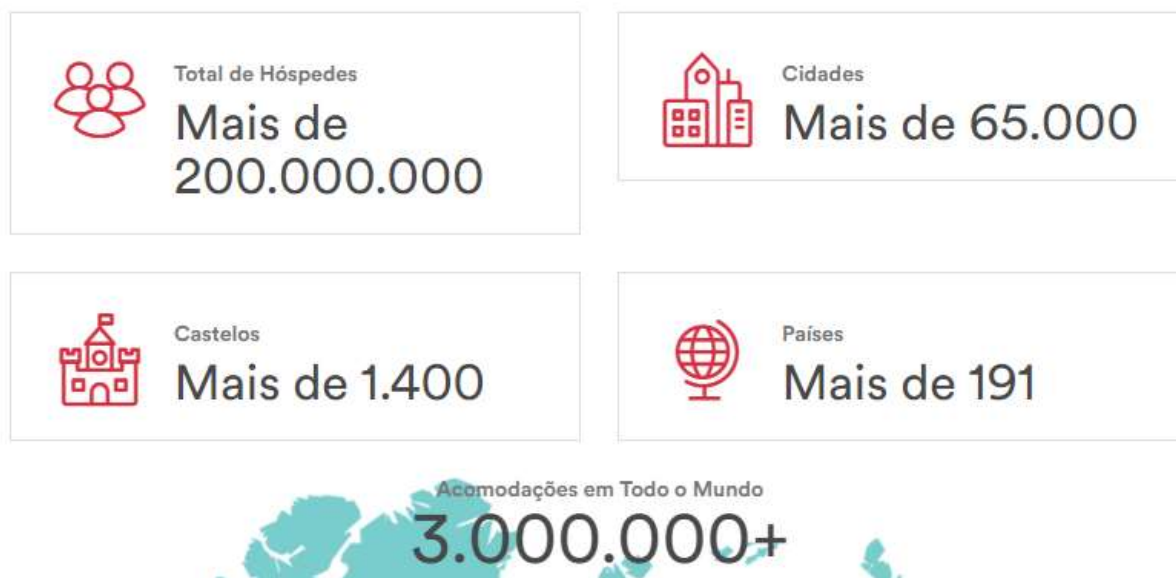 Total de Hóspedes
Mais de
200.000.000
Cidades
Mais de 65.000
Castelos
Mais de 1.400
Países
Mais de 191
Acomodações em Todo o Mundo
3.000.000+